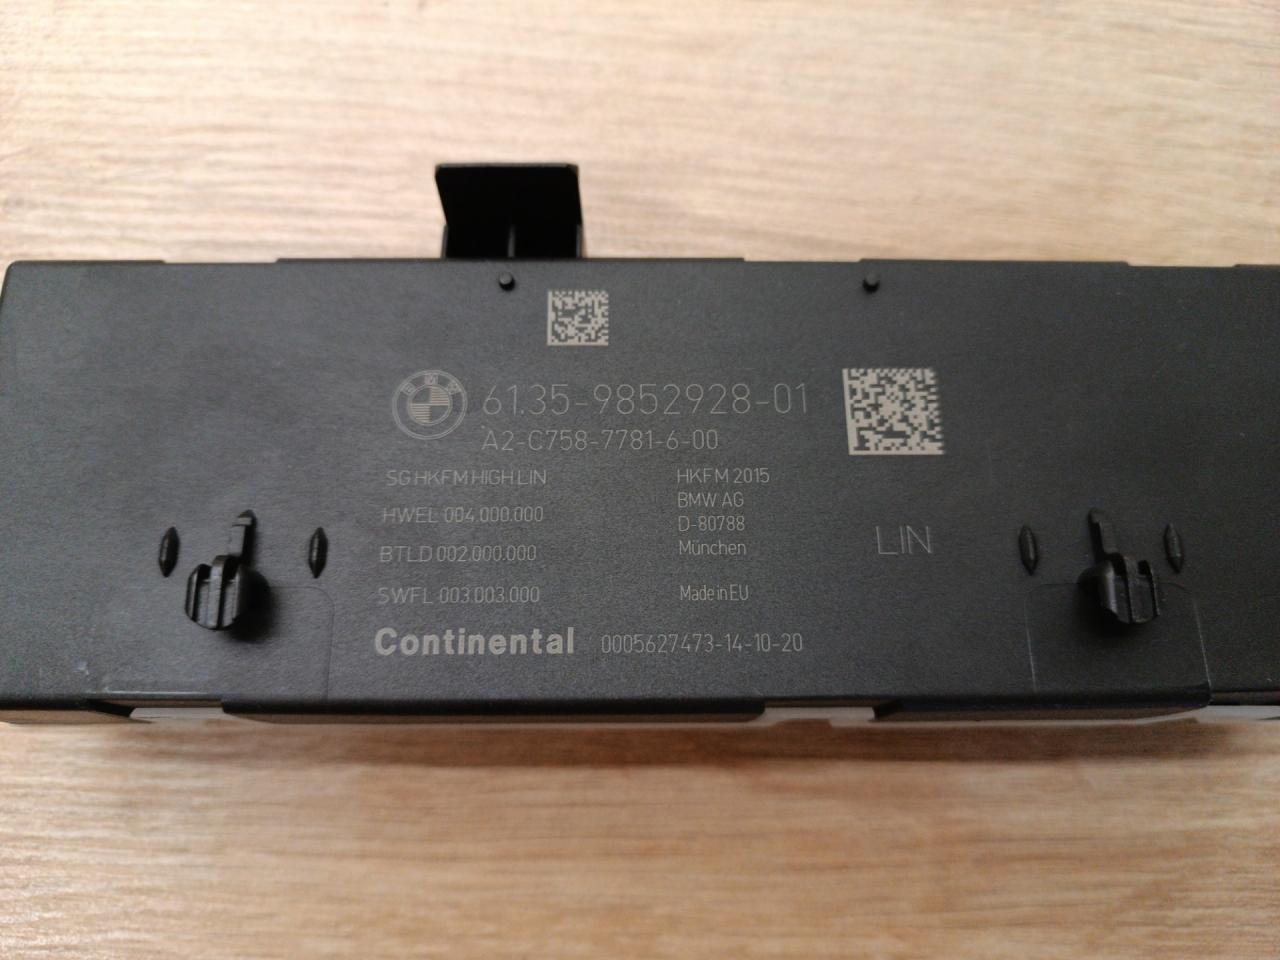 BMW
61.35-9852928-01
A2-C758-7781-6-00
SG HKFM HIGH LIN
HWEL 004.000.000
BTLD 002.000.000
SWFL 003.003.000
HKFM 2015
BMW AG
D-80788
München
Made in EU
LIN
Continental 0005627473-14-10-20